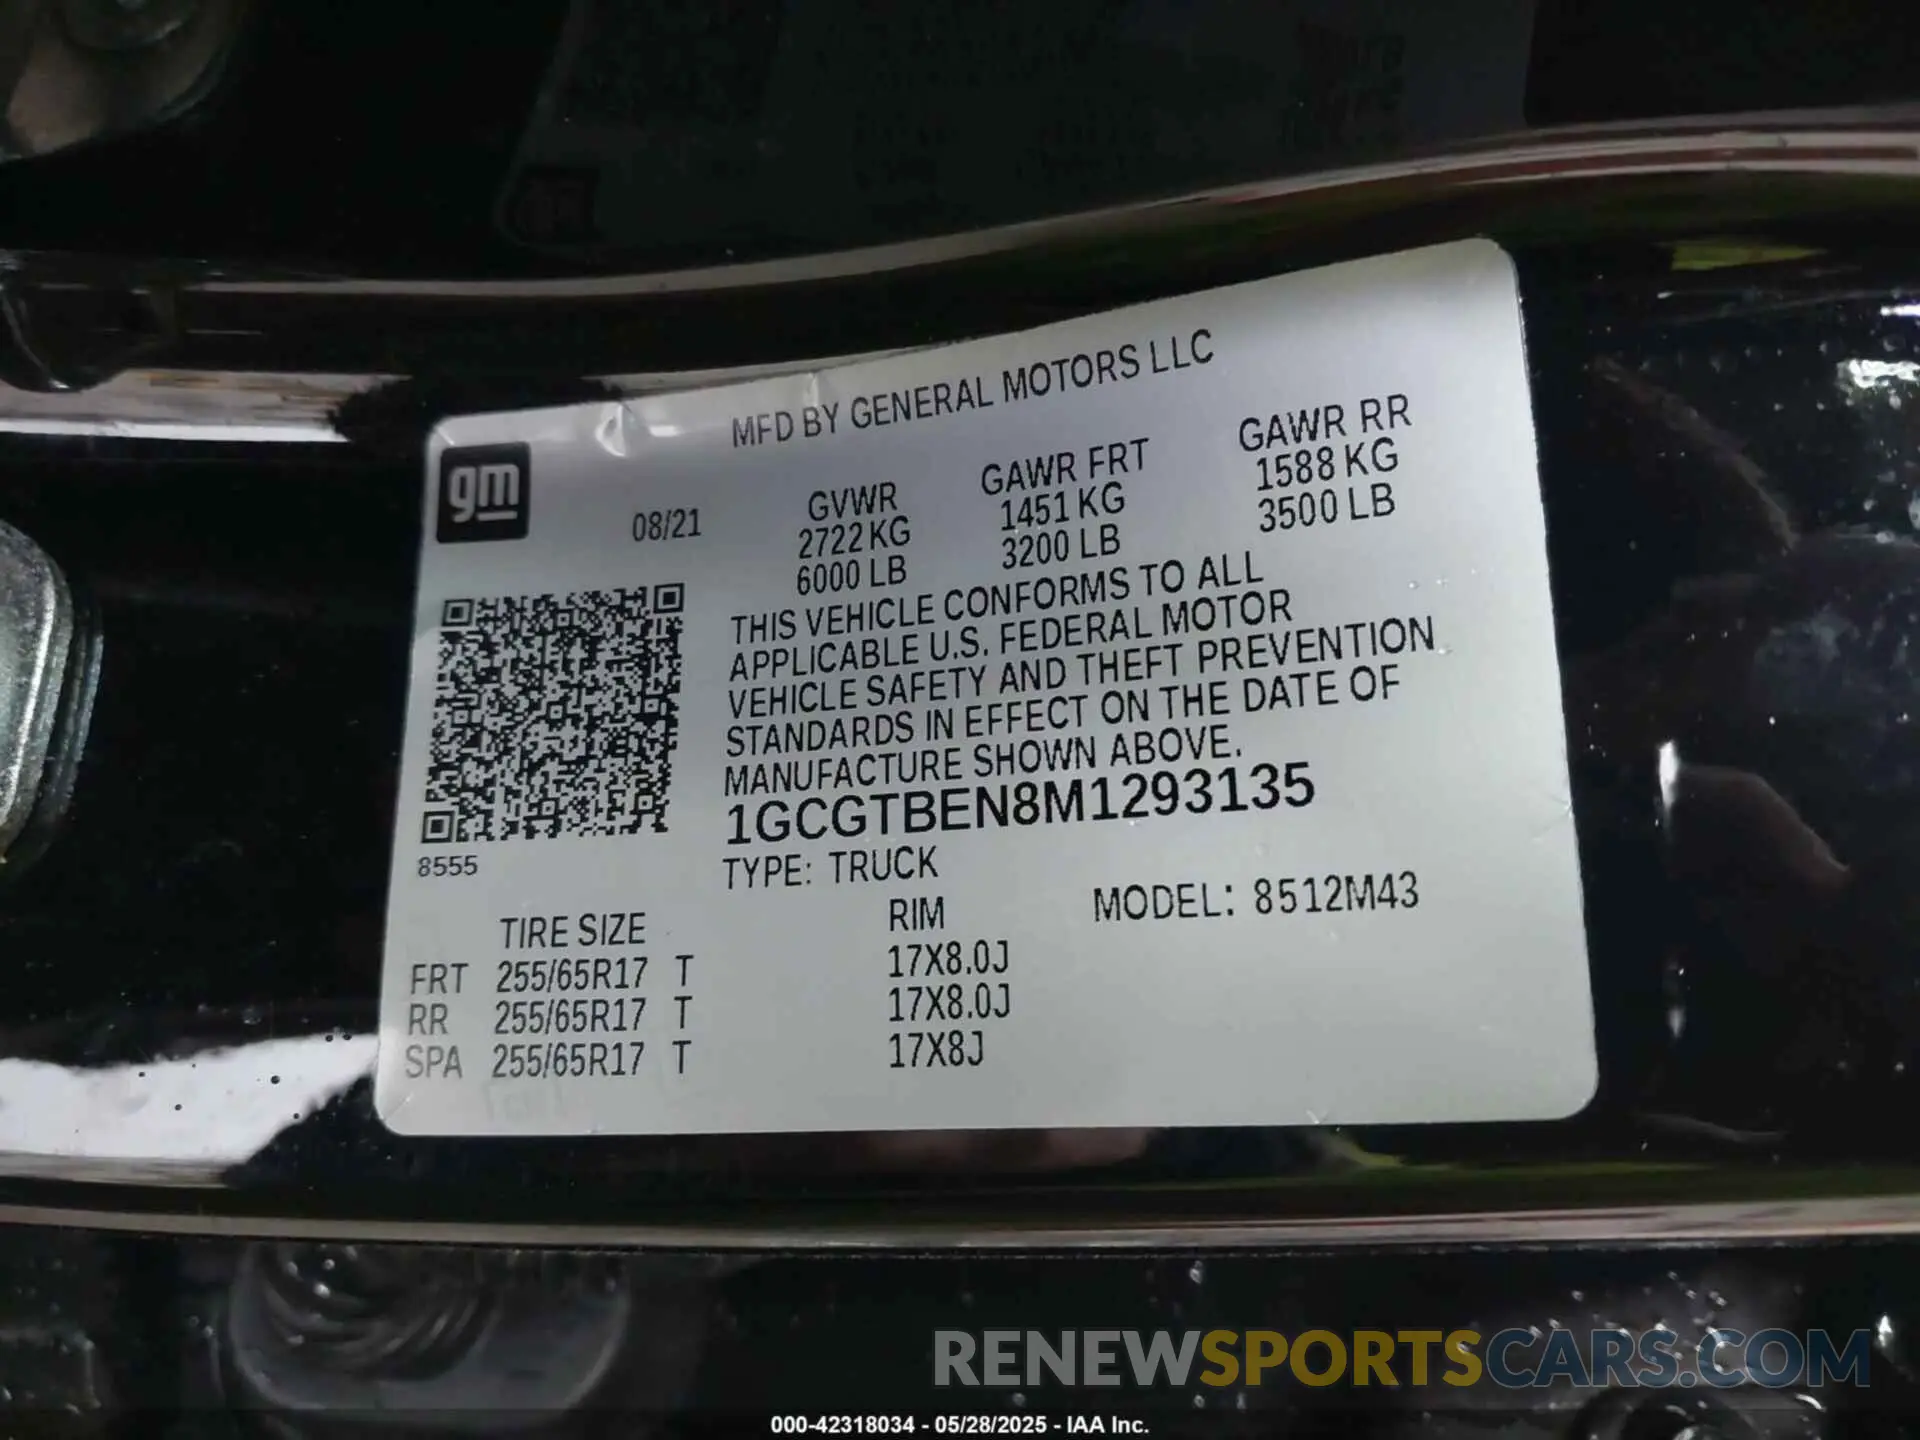 MFD BY GENERAL MOTORS LLC
gm
08/21
GVWR GAWR FRT GAWR RR
2722 KG 1451 KG 1588 KG
6000 LB 3200 LB 3500 LB
THIS VEHICLE CONFORMS TO ALL
APPLICABLE U.S. FEDERAL MOTOR
VEHICLE SAFETY AND THEFT PREVENTION
STANDARDS IN EFFECT ON THE DATE OF
MANUFACTURE SHOWN ABOVE.
1GCGTBEN8M1293135
8555
TYPE: TRUCK
TIRE SIZE RIM MODEL: 8512M43
FRT 255/65R17 T 17X8.0J
RR 255/65R17 T 17X8.0J
SPA 255/65R17 T 17X8J
RENEWSPORTSCARS.COM
000-42318034 - 05/28/2025 - IAA Inc.